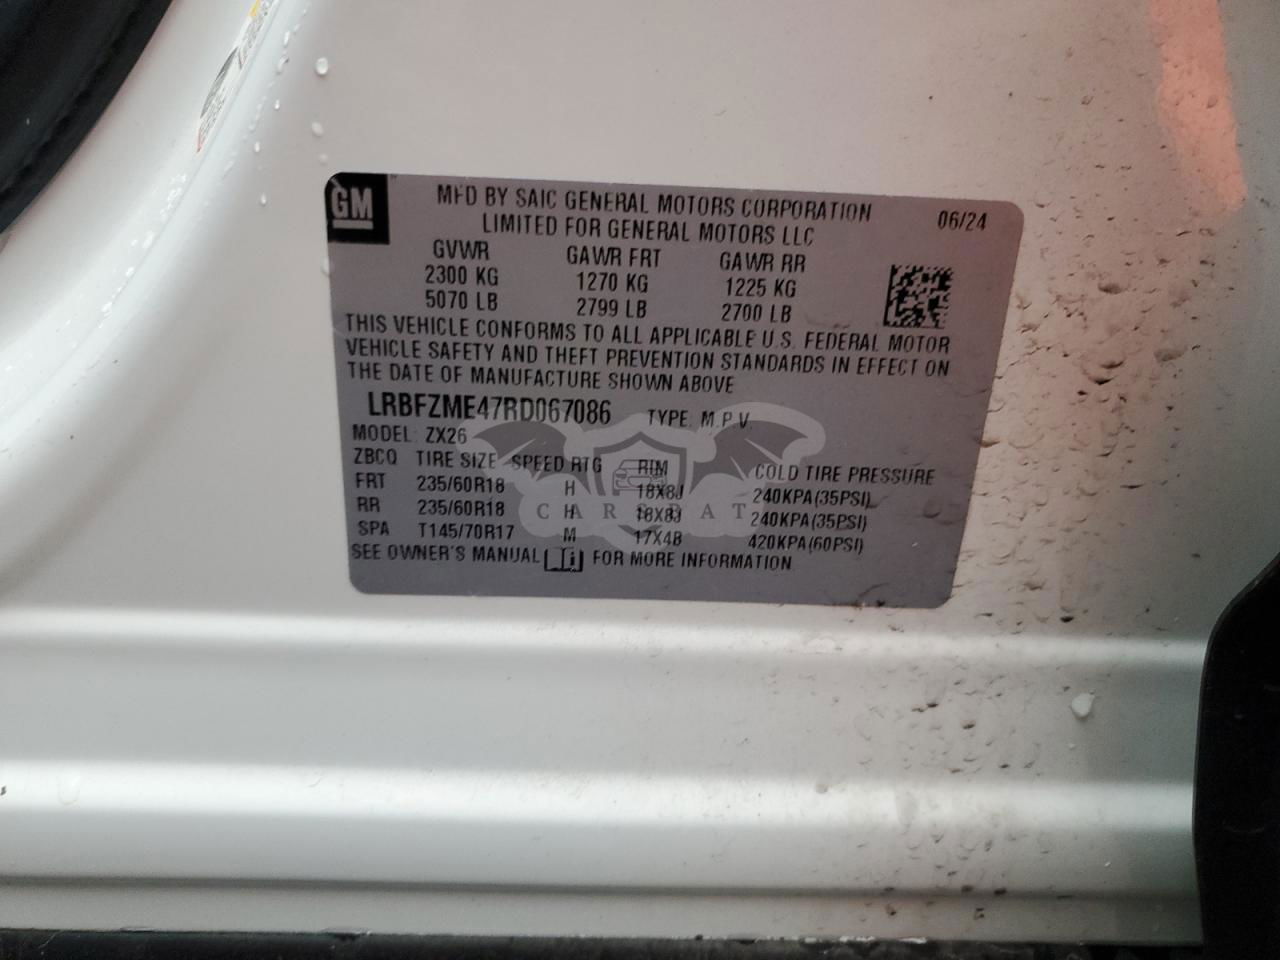 GM
MFD BY SAIC GENERAL MOTORS CORPORATION
06/24
LIMITED FOR GENERAL MOTORS LLC
GVWR GAWR FRT GAWR RR
2300 KG 1270 KG 1225 KG
5070 LB 2799 LB 2700 LB
THIS VEHICLE CONFORMS TO ALL APPLICABLE U.S. FEDERAL MOTOR
VEHICLE SAFETY AND THEFT PREVENTION STANDARDS IN EFFECT ON
THE DATE OF MANUFACTURE SHOWN ABOVE
LRBFZME47RD067086 TYPE: M.P.V.
MODEL: ZX26
ZBCQ TIRE SIZE SPEED RTG RIM COLD TIRE PRESSURE
FRT 235/60R18 H 18X8J 240KPA(35PSI)
RR 235/60R18 H 18X8J 240KPA(35PSI)
SPA T145/70R17 M 17X4B 420KPA(60PSI)
SEE OWNER'S MANUAL FOR MORE INFORMATION
CARSBAT